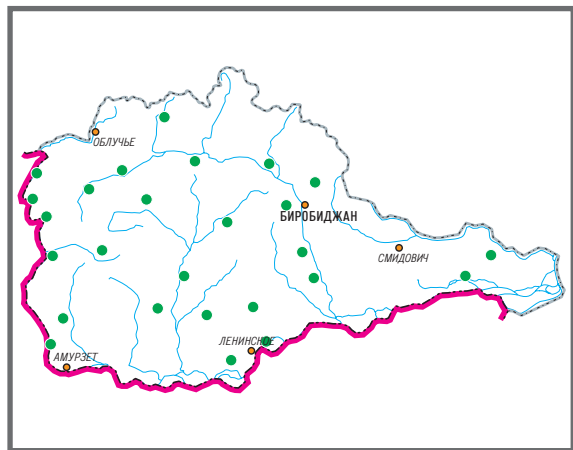 ОБЛУЧЬЕ
БИРОБИДЖАН
СМИДОВИЧ
ЛЕНИНСКОЕ
АМУРЗЕТ